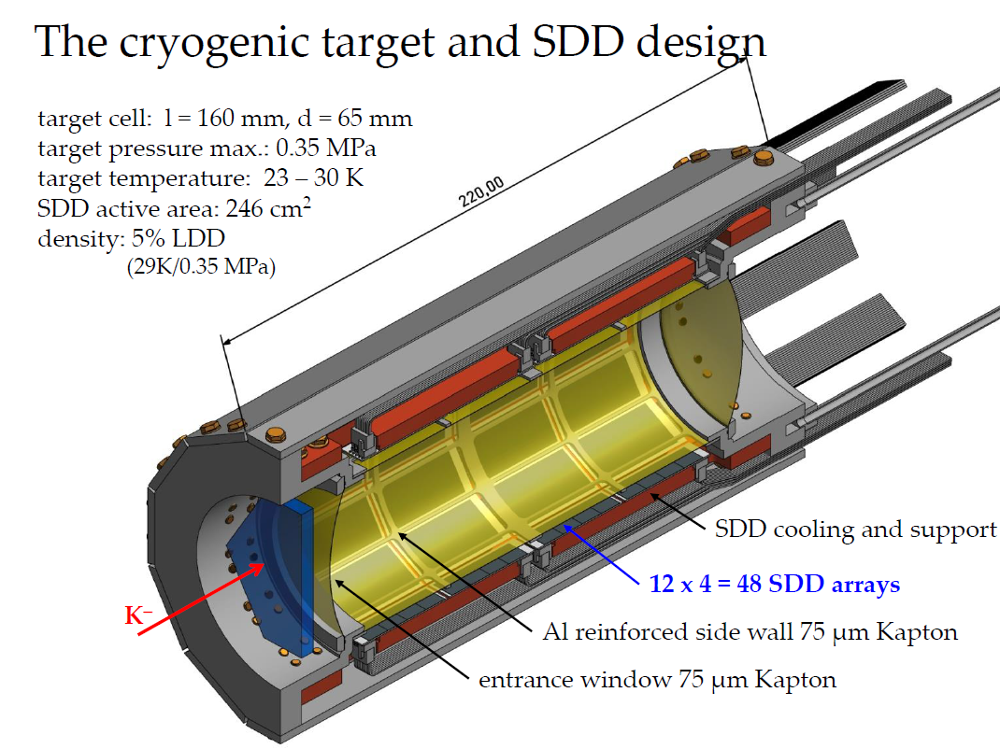 The cryogenic target and SDD design
target cell: l = 160 mm, d = 65 mm
target pressure max.: 0.35 MPa
target temperature: 23 – 30 K
SDD active area: 246 cm²
density: 5% LDD
(29K/0.35 MPa)
220,00
SDD cooling and support
12 x 4 = 48 SDD arrays
K⁻
Al reinforced side wall 75 µm Kapton
entrance window 75 µm Kapton